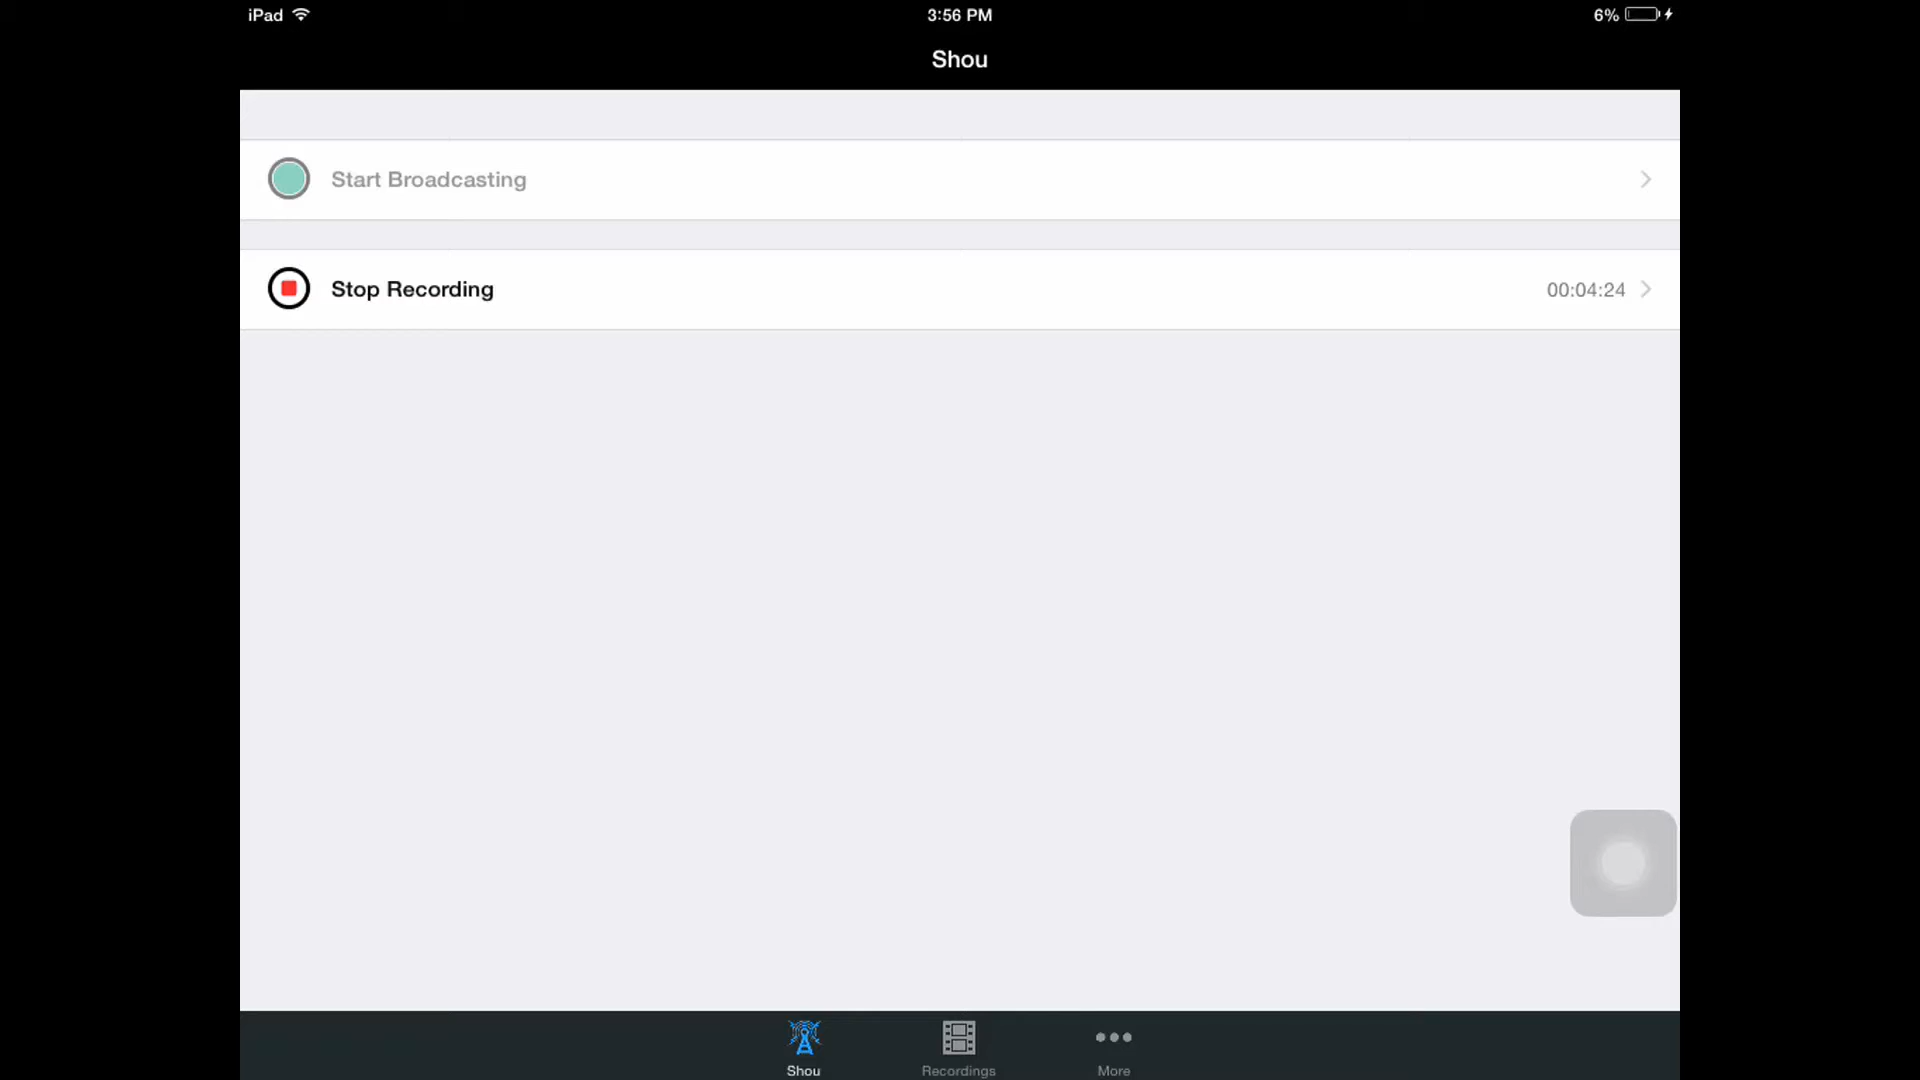 iPad 3:56 PM 6%
Shou
Start Broadcasting
Stop Recording 00:04:24
Shou Recordings More